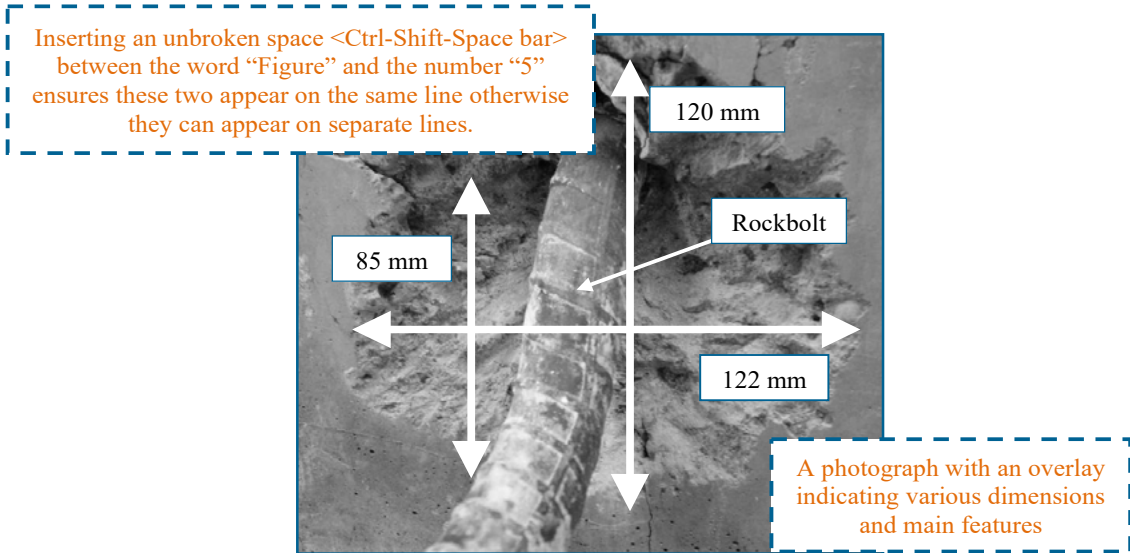 Inserting an unbroken space <Ctrl-Shift-Space bar>
between the word “Figure” and the number “5”
ensures these two appear on the same line otherwise
they can appear on separate lines.
120 mm
Rockbolt
85 mm
122 mm
A photograph with an overlay
indicating various dimensions
and main features